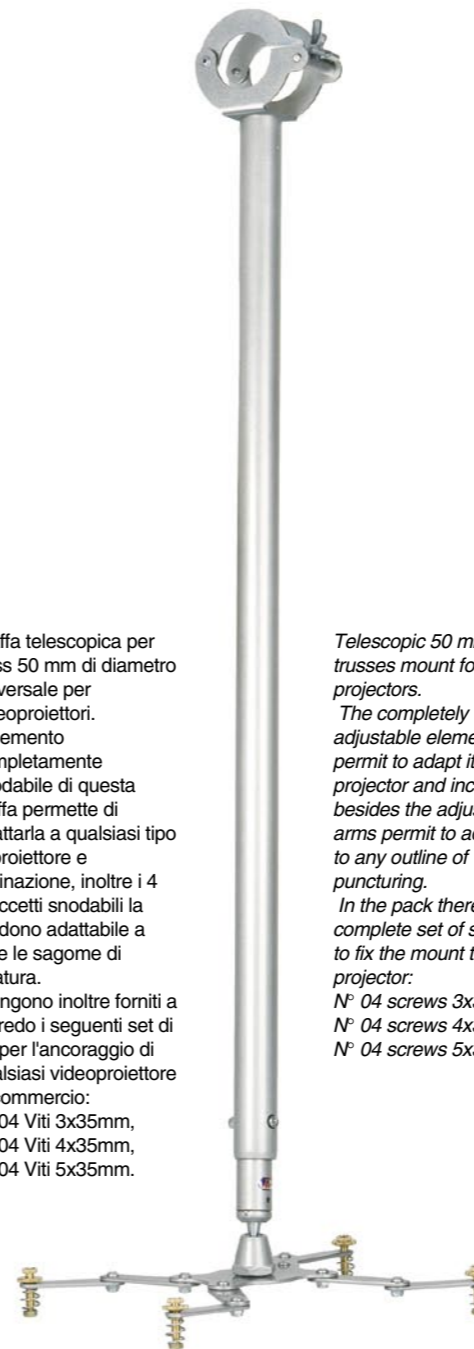 ffa telescopica per
ss 50 mm di diametro
versale per
eoproiettori.
emento
mpletamente
odabile di questa
ffa permette di
attarla a qualsiasi tipo
proiettore e
inazione, inoltre i 4
ccetti snodabili la
dono adattabile a
e le sagome di
atura.
ngono inoltre forniti a
redo i seguenti set di
per l'ancoraggio di
alsiasi videoproiettore
commercio:
04 Viti 3x35mm,
04 Viti 4x35mm,
04 Viti 5x35mm.
Telescopic 50 m
trusses mount fo
projectors.
The completely
adjustable eleme
permit to adapt it
projector and inc
besides the adjus
arms permit to ad
to any outline of
puncturing.
In the pack there
complete set of s
to fix the mount t
projector:
N° 04 screws 3x
N° 04 screws 4x
N° 04 screws 5x